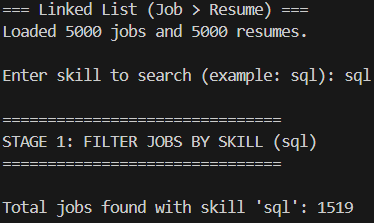 === Linked List (Job > Resume) ===
Loaded 5000 jobs and 5000 resumes.
Enter skill to search (example: sql): sql
===============================
STAGE 1: FILTER JOBS BY SKILL (sql)
===============================
Total jobs found with skill 'sql': 1519